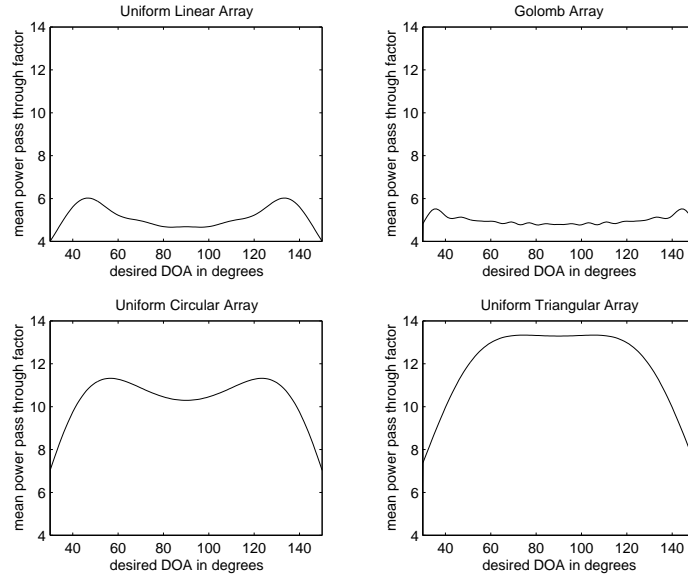 Uniform Linear Array
mean power pass through factor
14
12
10
8
6
4
40 60 80 100 120 140
desired DOA in degrees
Golomb Array
mean power pass through factor
14
12
10
8
6
4
40 60 80 100 120 140
desired DOA in degrees
Uniform Circular Array
mean power pass through factor
14
12
10
8
6
4
40 60 80 100 120 140
desired DOA in degrees
Uniform Triangular Array
mean power pass through factor
14
12
10
8
6
4
40 60 80 100 120 140
desired DOA in degrees